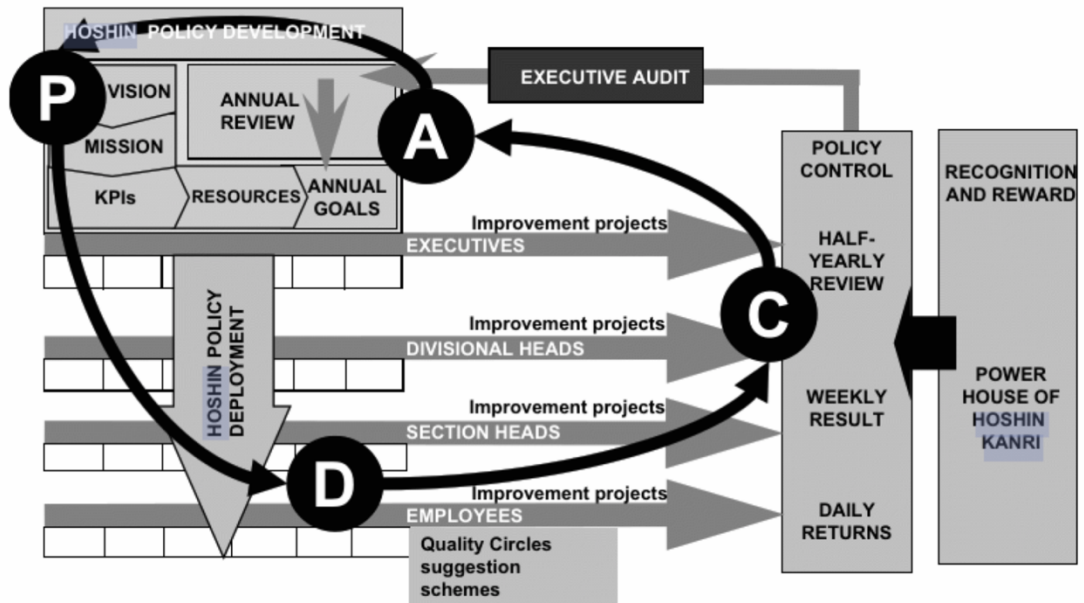 HOSHIN POLICY DEVELOPMENT
P
VISION
MISSION
KPIs
RESOURCES
ANNUAL
GOALS
ANNUAL
REVIEW
A
EXECUTIVE AUDIT
Improvement projects
EXECUTIVES
HOSHIN POLICY
DEPLOYMENT
Improvement projects
DIVISIONAL HEADS
Improvement projects
SECTION HEADS
D
Improvement projects
EMPLOYEES
Quality Circles
suggestion
schemes
C
POLICY
CONTROL
HALF-
YEARLY
REVIEW
WEEKLY
RESULT
DAILY
RETURNS
RECOGNITION
AND REWARD
POWER
HOUSE OF
HOSHIN
KANRI